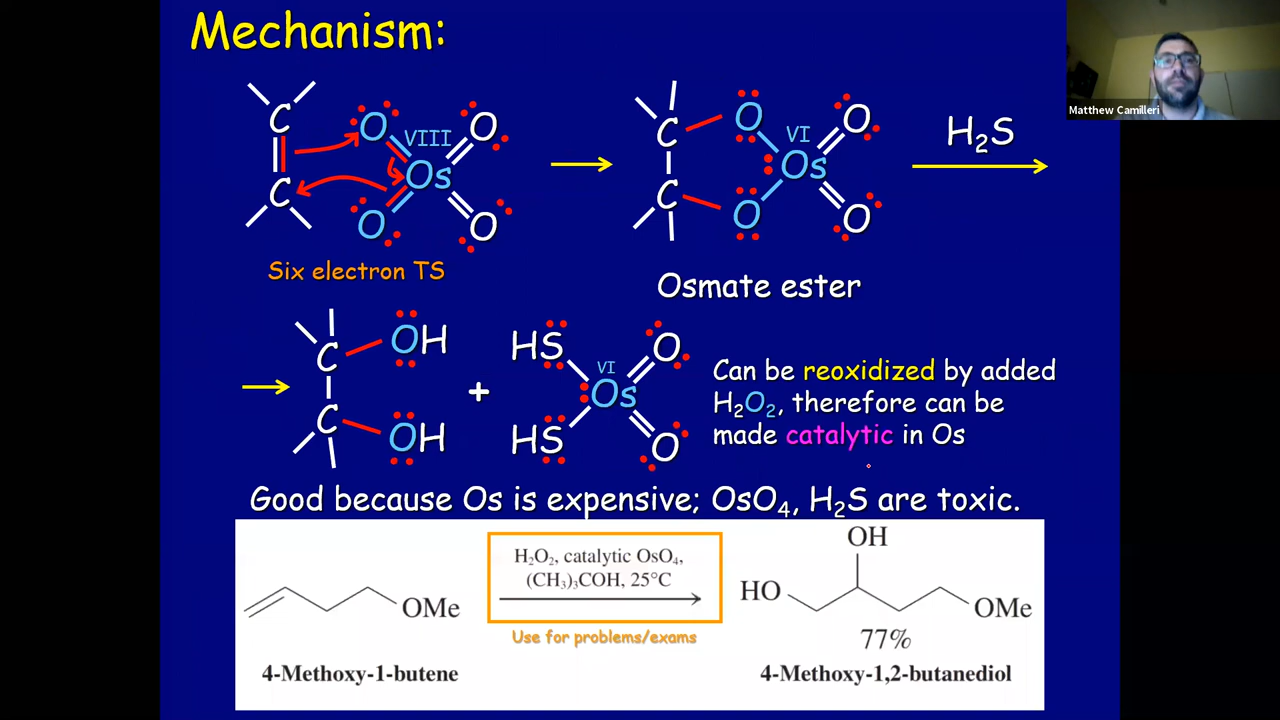 Mechanism:
Matthew Camilleri
C
C
O
O
VIII
Os
O
O
Six electron TS
C
C
O
O
VI
Os
O
O
Osmate ester
H₂S
C
C
OH
OH
+
HS
HS
VI
Os
O
O
Can be reoxidized by added
H₂O₂, therefore can be
made catalytic in Os
Good because Os is expensive; OsO₄, H₂S are toxic.
OMe
4-Methoxy-1-butene
H₂O₂, catalytic OsO₄,
(CH₃)₃COH, 25°C
Use for problems/exams
OH
HO
OMe
77%
4-Methoxy-1,2-butanediol